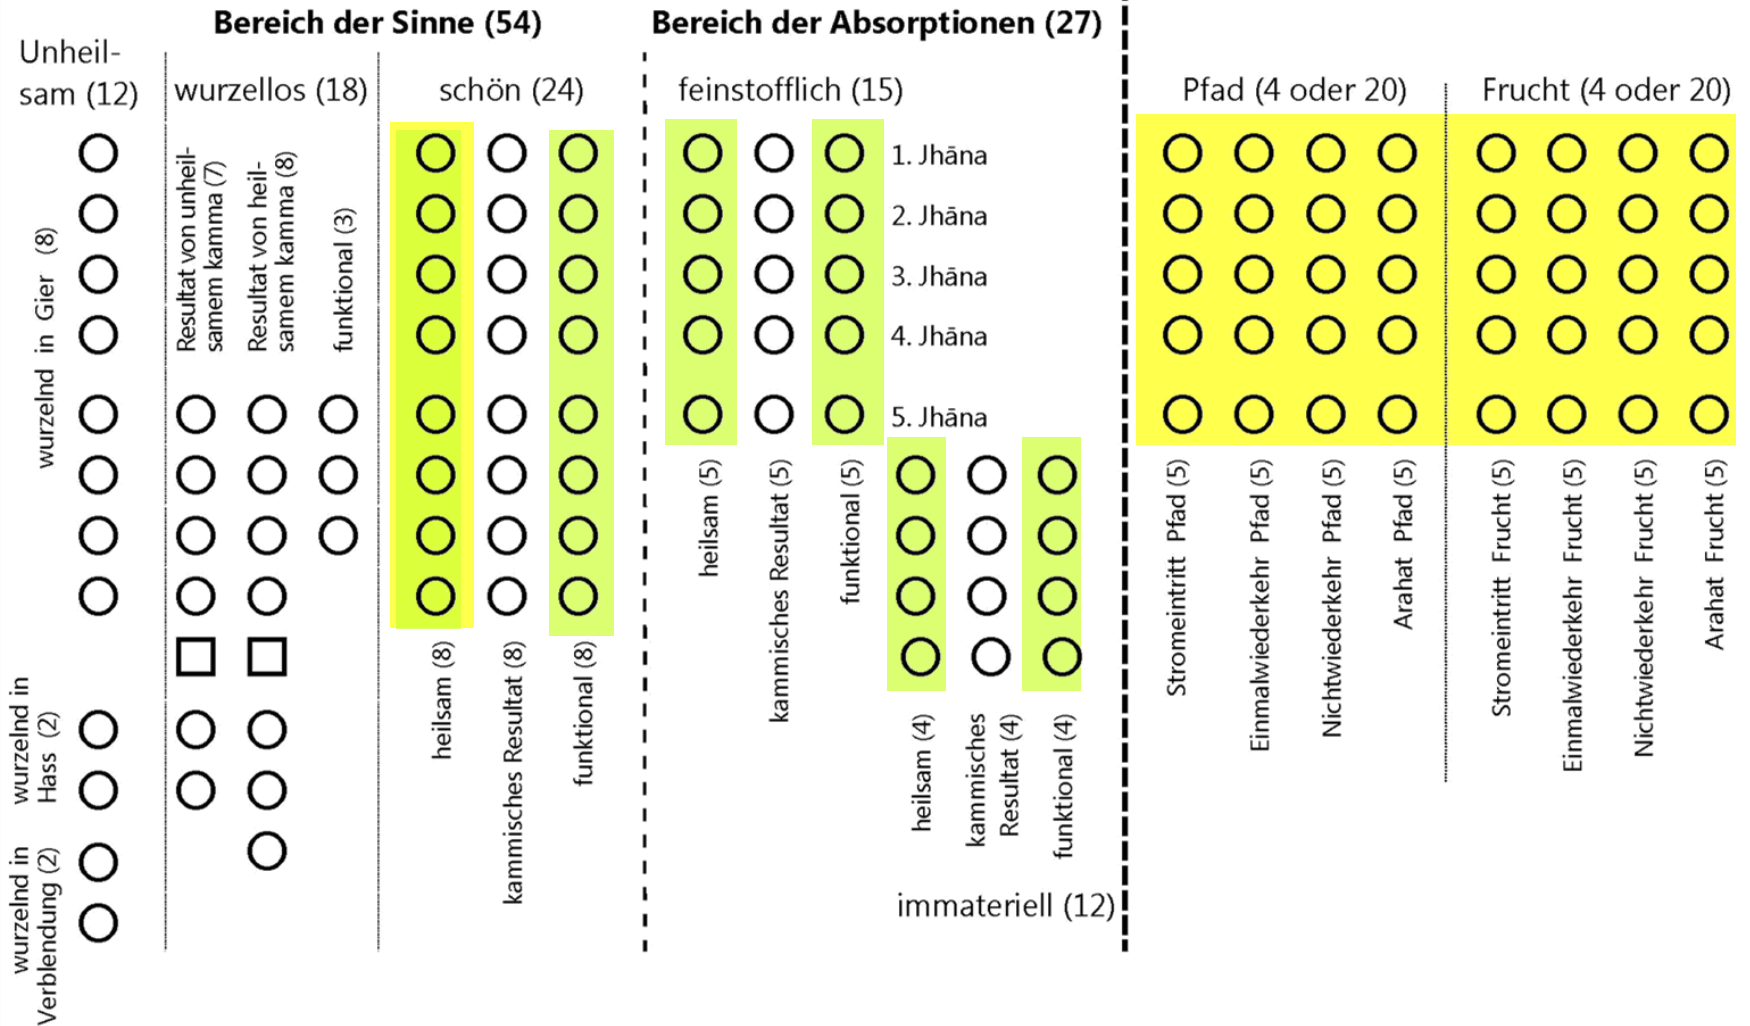 Bereich der Sinne (54)
Bereich der Absorptionen (27)
Unheil-
sam (12)
wurzellos (18)
schön (24)
feinstofflich (15)
Pfad (4 oder 20)
Frucht (4 oder 20)
wurzelnd in Gier (8)
wurzelnd in
Hass (2)
wurzelnd in
Verblendung (2)
Resultat von unheil-
samem kamma (7)
Resultat von heil-
samem kamma (8)
funktional (3)
heilsam (8)
kammisches Resultat (8)
funktional (8)
1. Jhāna
2. Jhāna
3. Jhāna
4. Jhāna
5. Jhāna
heilsam (5)
kammisches Resultat (5)
funktional (5)
heilsam (4)
kammisches
Resultat (4)
funktional (4)
immateriell (12)
Stromeintritt Pfad (5)
Einmalwiederkehr Pfad (5)
Nichtwiederkehr Pfad (5)
Arahat Pfad (5)
Stromeintritt Frucht (5)
Einmalwiederkehr Frucht (5)
Nichtwiederkehr Frucht (5)
Arahat Frucht (5)